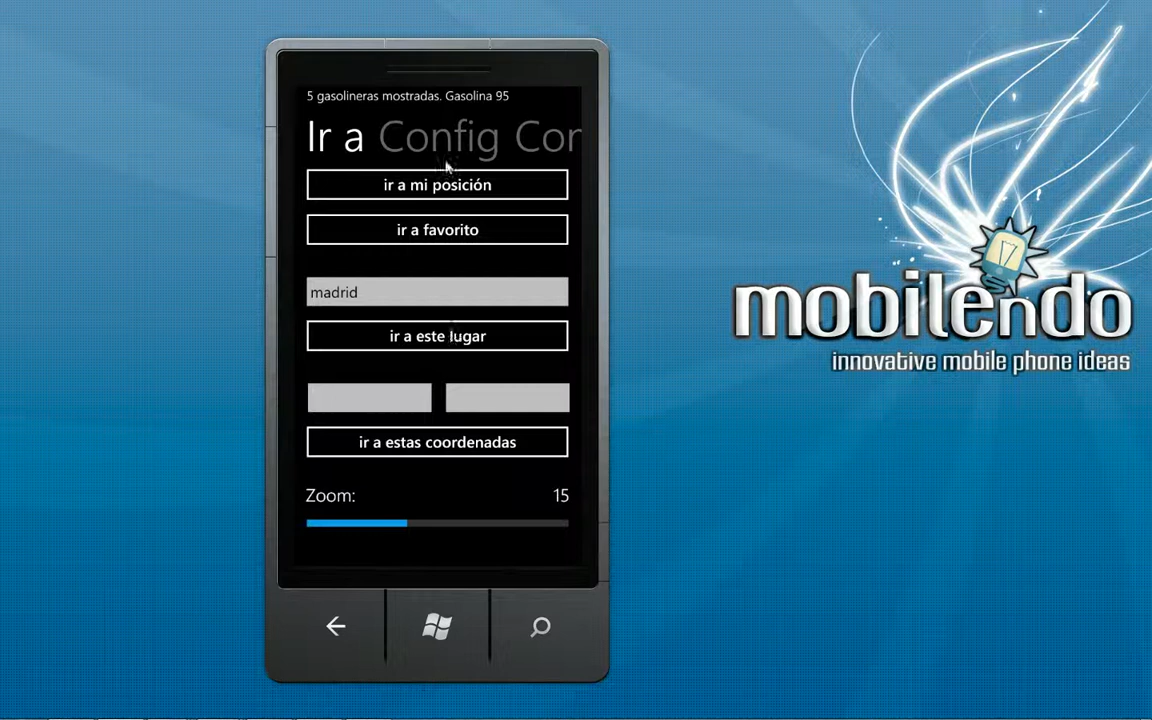 5 gasolineras mostradas. Gasolina 95
Ir a Config Con
ir a mi posición
ir a favorito
madrid
ir a este lugar
ir a estas coordenadas
Zoom: 15
mobilendo
innovative mobile phone ideas